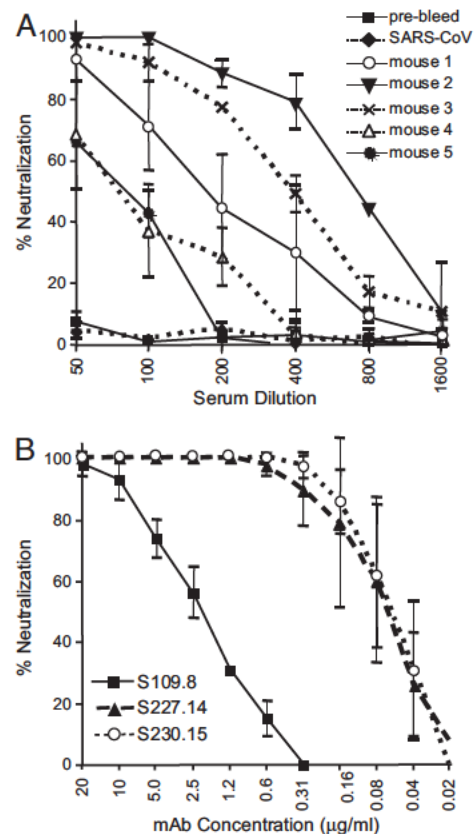 A
100
80
60
40
20
0
% Neutralization
50
100
200
400
800
1600
Serum Dilution
pre-bleed
SARS-CoV
mouse 1
mouse 2
mouse 3
mouse 4
mouse 5
B
100
80
60
40
20
0
% Neutralization
S109.8
S227.14
S230.15
20
10
5.0
2.5
1.2
0.6
0.31
0.16
0.08
0.04
0.02
mAb Concentration (µg/ml)